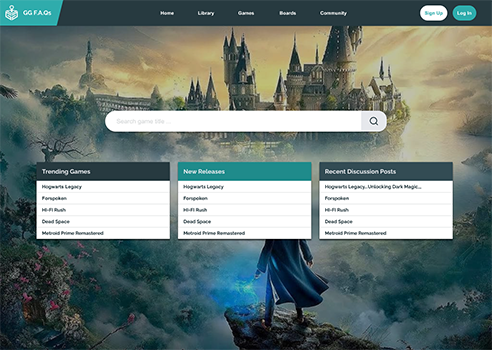 GG F.A.Qs
Home Library Games Boards Community
Sign Up Log In
Search game title ...
Trending Games
Hogwarts Legacy
Forspoken
Hi-Fi Rush
Dead Space
Metroid Prime Remastered
New Releases
Hogwarts Legacy
Forspoken
Hi-Fi Rush
Dead Space
Metroid Prime Remastered
Recent Discussion Posts
Hogwarts Legacy...Unlocking Dark Magic...
Forspoken
Hi-Fi Rush
Dead Space
Metroid Prime Remastered